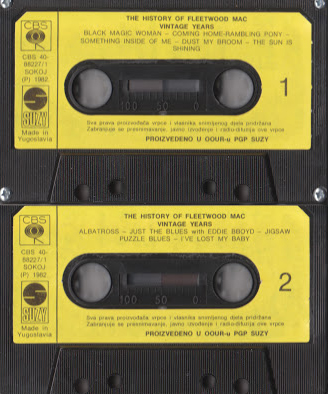 CBS
CBS 40-
88227/1
SOKOJ
(P) 1982.
SUZY
Made in
Yugoslavia
THE HISTORY OF FLEETWOOD MAC
VINTAGE YEARS
BLACK MAGIC WOMAN – COMING HOME-RAMBLING PONY –
SOMETHING INSIDE OF ME – DUST MY BROOM – THE SUN IS
SHINING
1
100 50
Sva prava proizvođača vrpce i vlasnika snimljenog djela pridržana
Zabranjuje se presnimavanje, javno izvođenje i radio-difuzija ove vrpce
PROIZVEDENO U OOUR-u PGP SUZY
CBS
CBS 40-
88227/1
SOKOJ
(P) 1982.
SUZY
Made in
Yugoslavia
THE HISTORY OF FLEETWOOD MAC
VINTAGE YEARS
ALBATROSS – JUST THE BLUES with EDDIE BBOYD – JIGSAW
PUZZLE BLUES – I'VE LOST MY BABY
2
100 50
Sva prava proizvođača vrpce i vlasnika snimljenog djela pridržana
Zabranjuje se presnimavanje, javno izvođenje i radio-difuzija ove vrpce
PROIZVEDENO U OOUR-u PGP SUZY